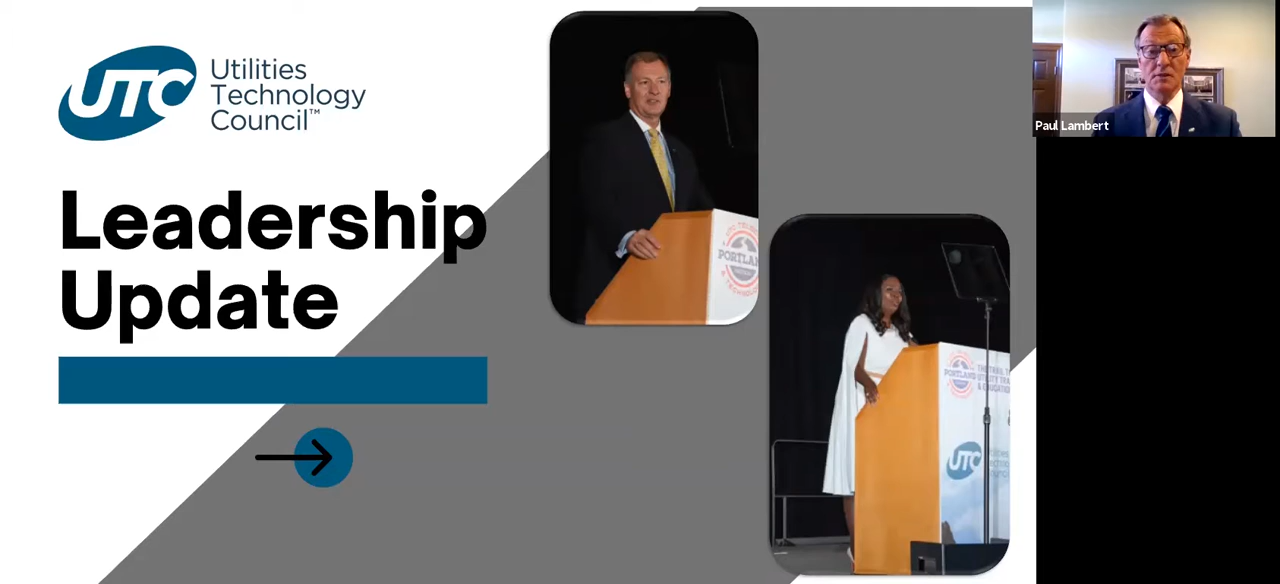 UTC
Utilities
Technology
Council™
Leadership
Update
PORTLAND
PORTLAND
UTC
Paul Lambert